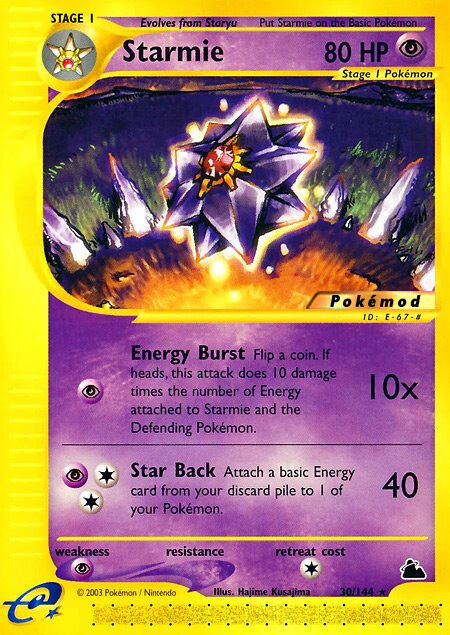 STAGE 1
Evolves from Staryu
Put Starmie on the Basic Pokémon
Starmie
80 HP
Stage 1 Pokémon
Pokémod
ID: E-67-#
Energy Burst Flip a coin. If
heads, this attack does 10 damage
times the number of Energy
attached to Starmie and the
Defending Pokémon.
10x
Star Back Attach a basic Energy
card from your discard pile to 1 of
your Pokémon.
40
weakness
resistance
retreat cost
© 2003 Pokémon / Nintendo
Illus. Hajime Kusajima
30/144 ★
e